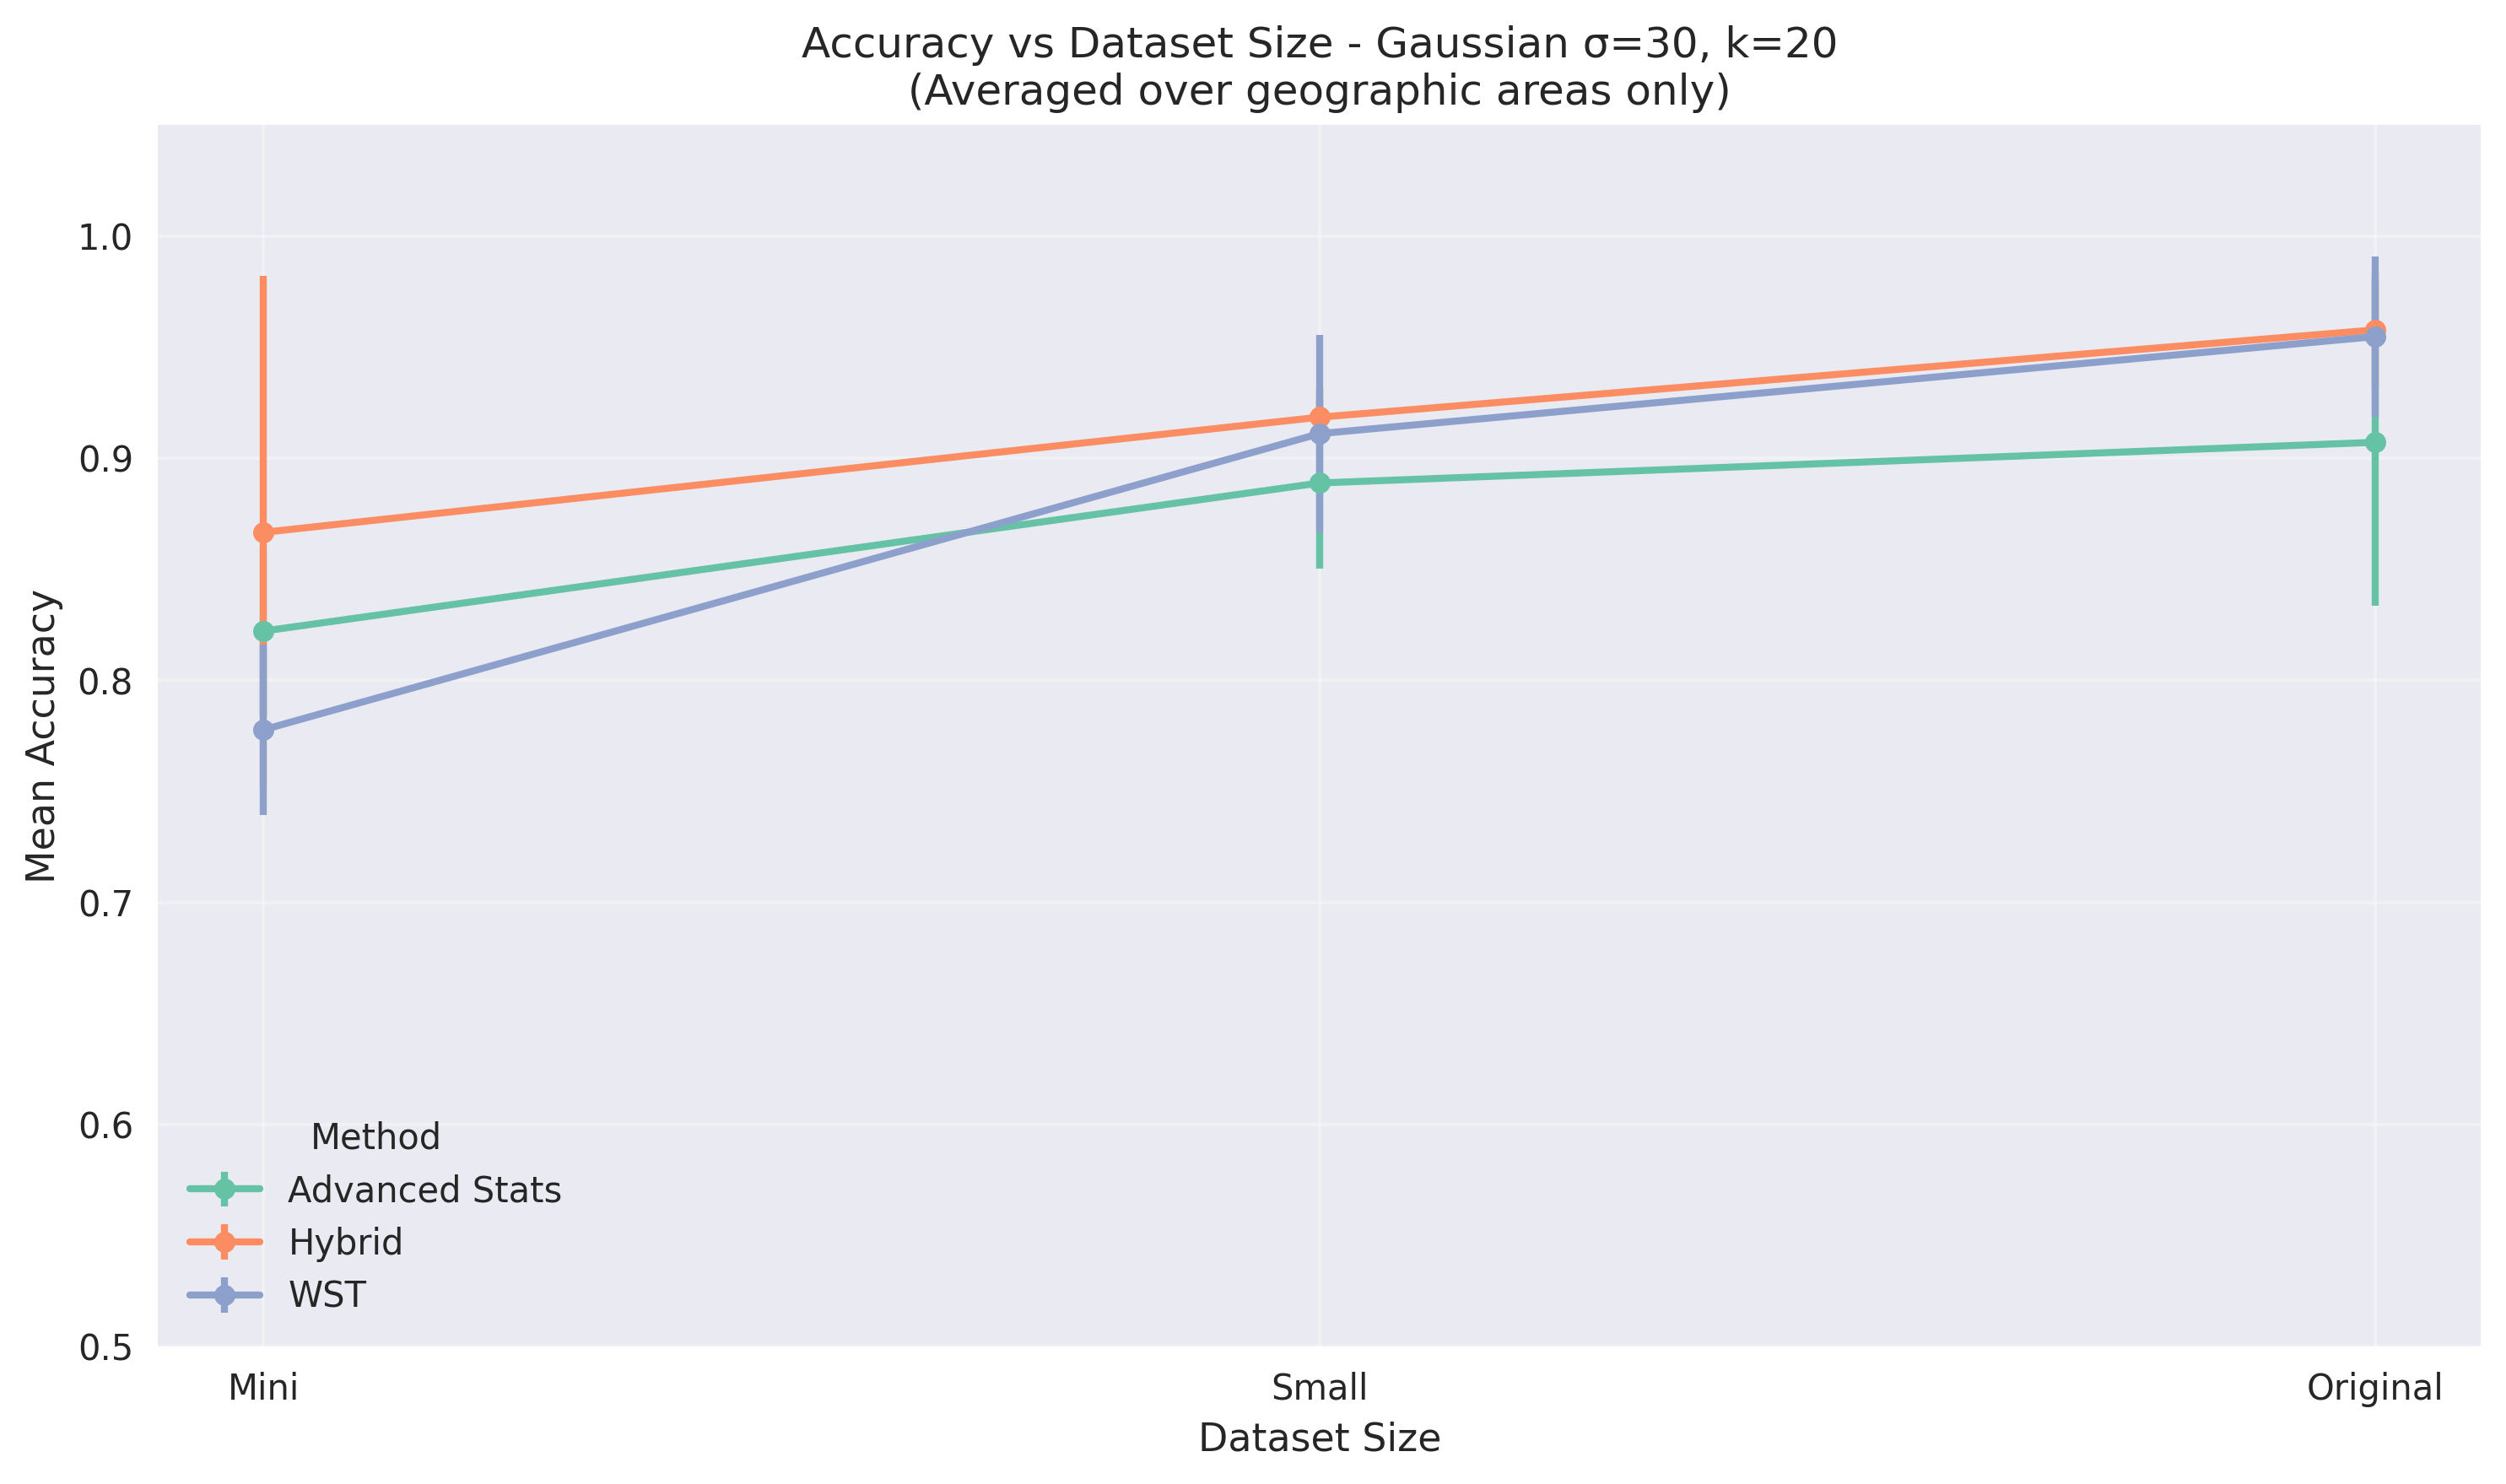 Accuracy vs Dataset Size - Gaussian σ=30, k=20
(Averaged over geographic areas only)
Mean Accuracy
1.0
0.9
0.8
0.7
0.6
0.5
Method
Advanced Stats
Hybrid
WST
Mini
Small
Original
Dataset Size